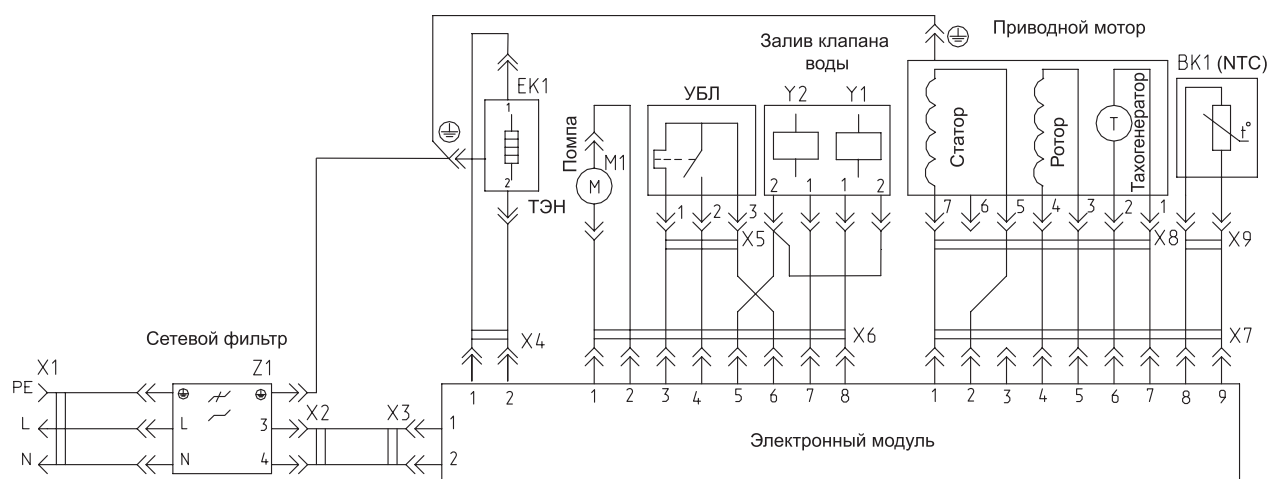 Приводной мотор
Залив клапана
воды
BK1 (NTC)
EK1
УБЛ
Y2 Y1
1
2
ТЭН
Помпа
M1
M
Статор
Ротор
T
Тахогенератор
t°
1 2 3
X5
2 1 1 2
7 6 5 4 3 2 1
X8
X9
Сетевой фильтр
X4
X6
X7
X1
Z1
PE
L
N
L
N
3
4
X2
X3
1
2
1 2
1 2 3 4 5 6 7 8
1 2 3 4 5 6 7 8 9
Электронный модуль